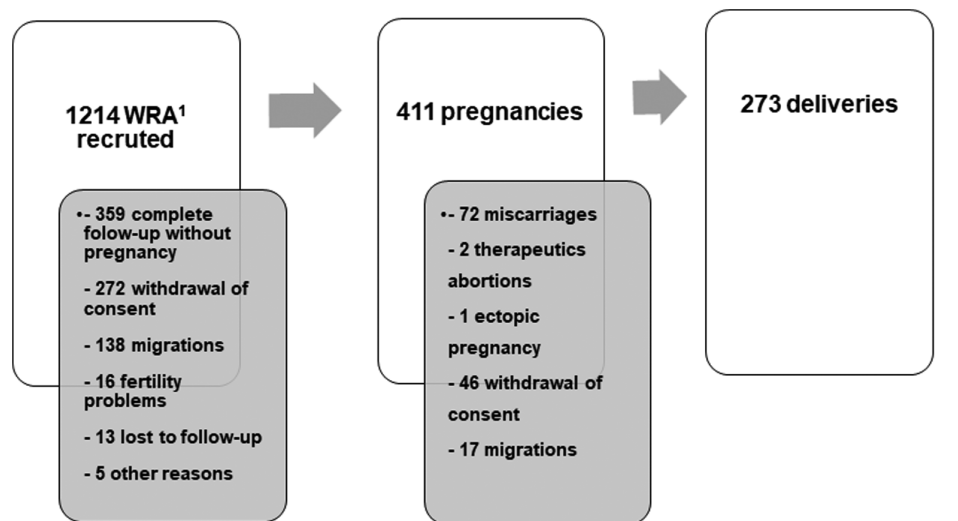 1214 WRA¹
recruted
•- 359 complete
folow-up without
pregnancy
- 272 withdrawal of
consent
- 138 migrations
- 16 fertility
problems
- 13 lost to follow-up
- 5 other reasons
411 pregnancies
•- 72 miscarriages
- 2 therapeutics
abortions
- 1 ectopic
pregnancy
- 46 withdrawal of
consent
- 17 migrations
273 deliveries